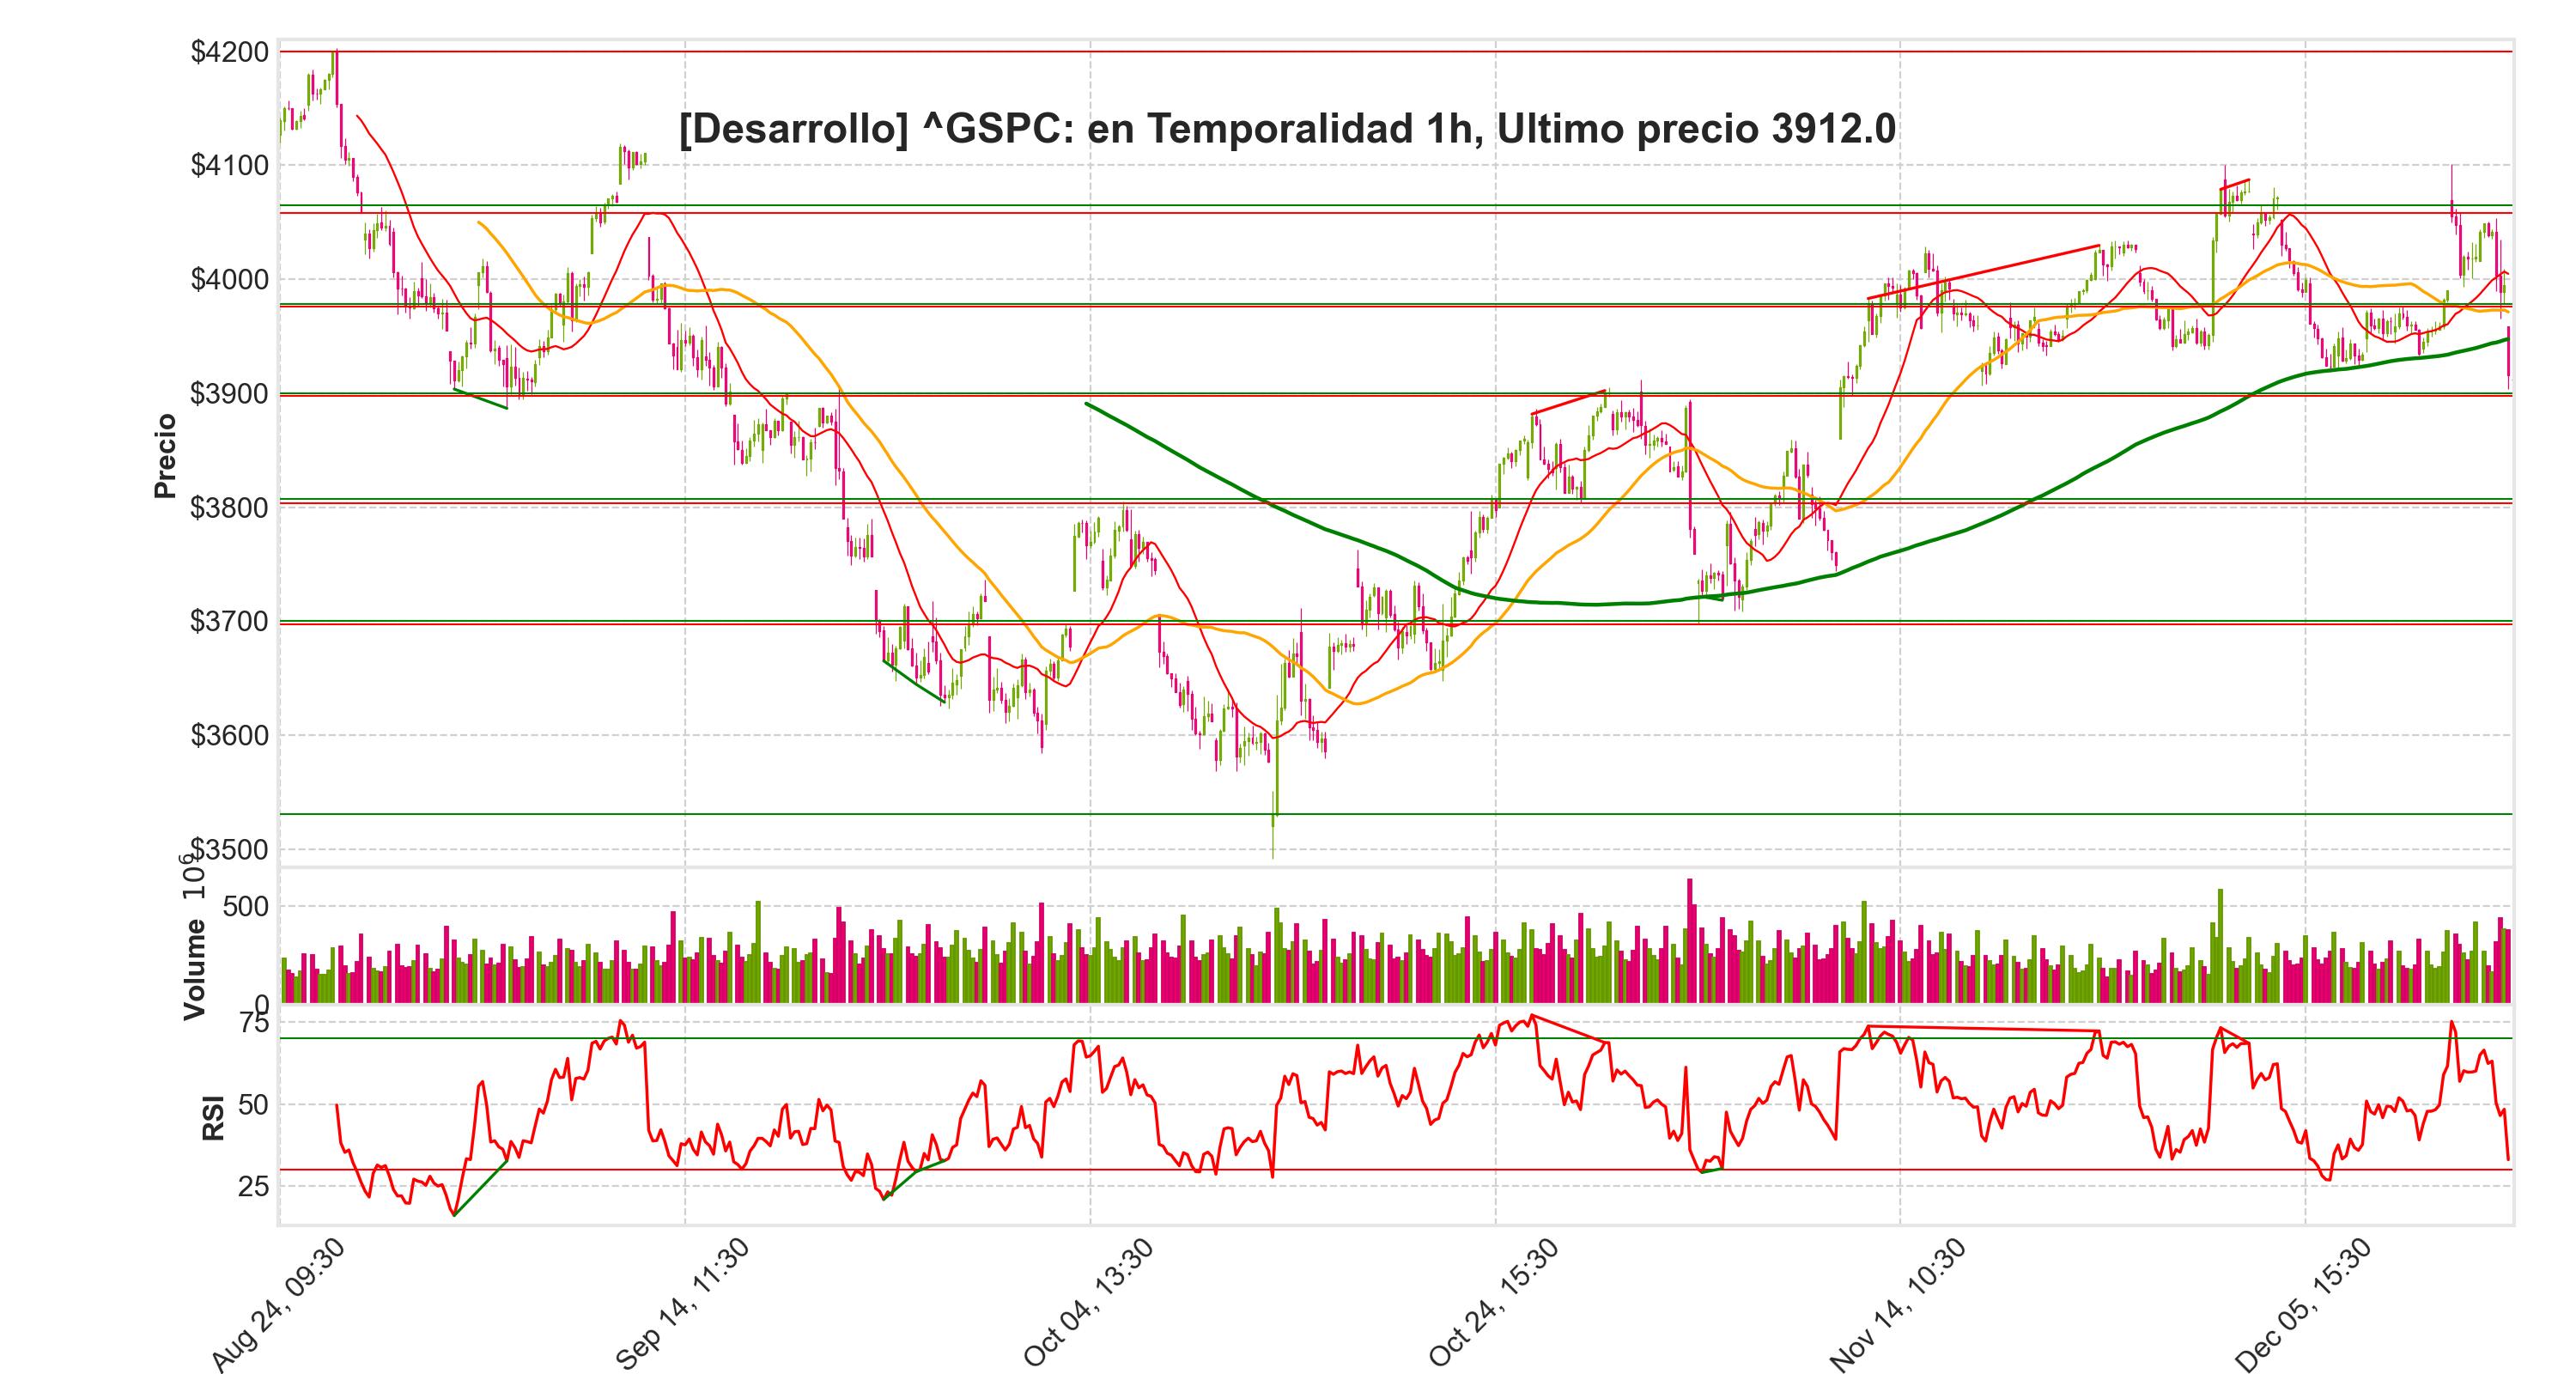 [Desarrollo] ^GSPC: en Temporalidad 1h, Ultimo precio 3912.0
$4200
$4100
$4000
$3900
$3800
$3700
$3600
$3500
Precio
500
0
Volume 10^6
75
50
25
RSI
Aug 24, 09:30
Sep 14, 11:30
Oct 04, 13:30
Oct 24, 15:30
Nov 14, 10:30
Dec 05, 15:30